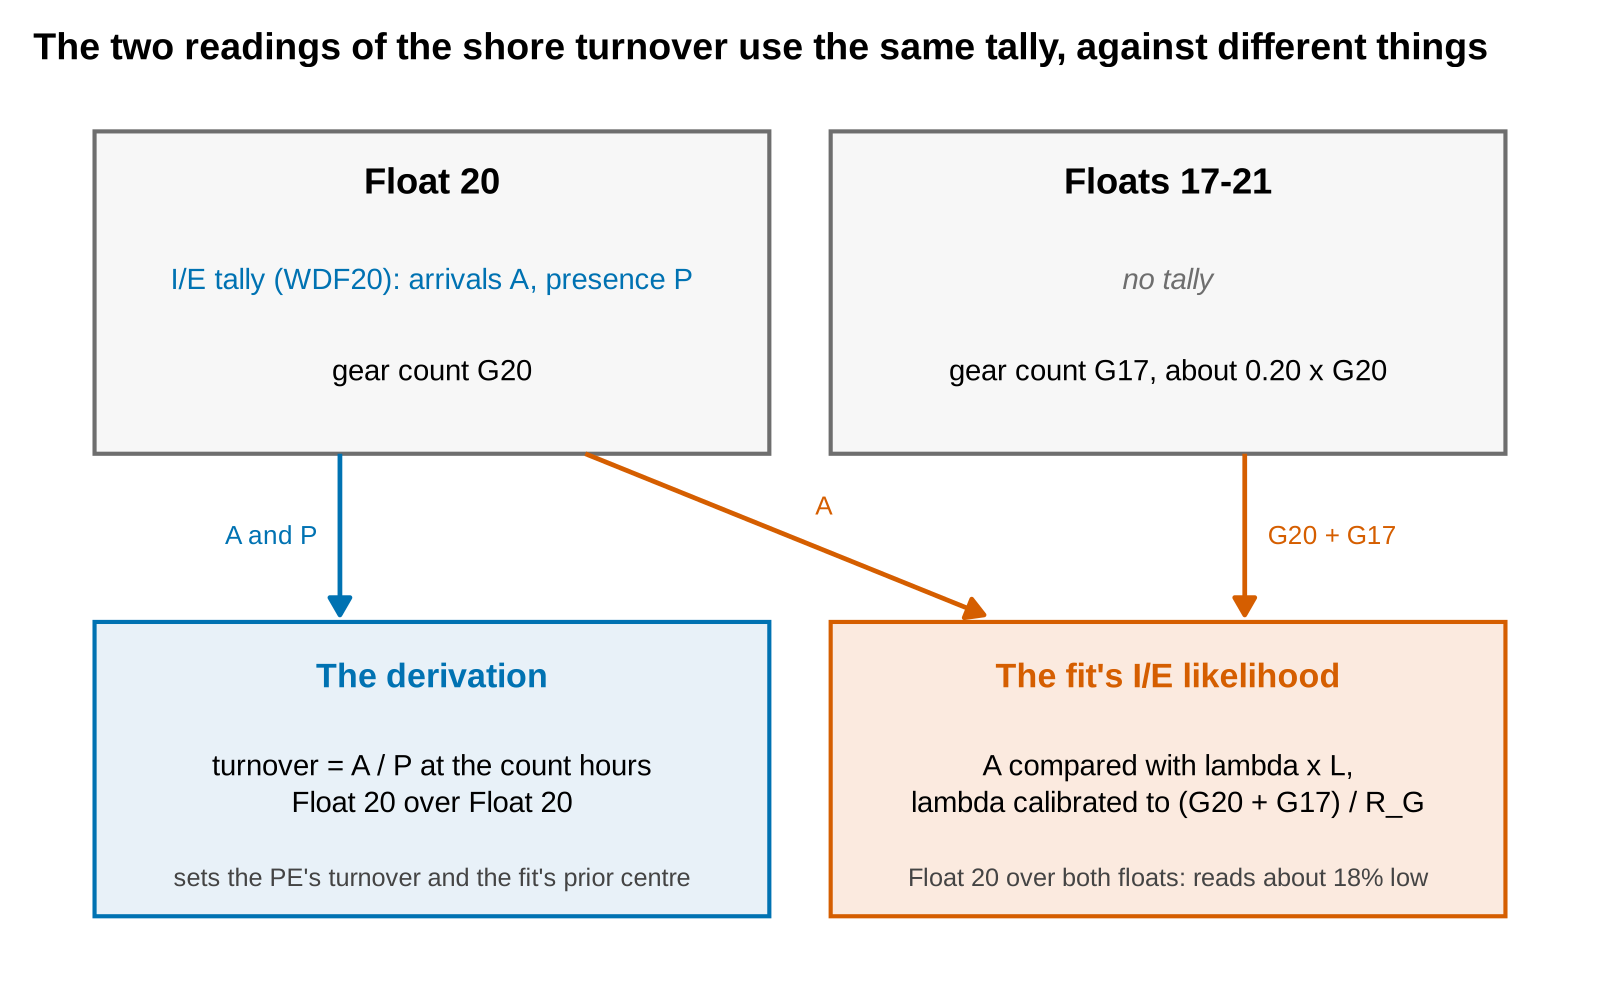 The two readings of the shore turnover use the same tally, against different things
Float 20
I/E tally (WDF20): arrivals A, presence P
gear count G20
Floats 17-21
no tally
gear count G17, about 0.20 x G20
A and P
A
G20 + G17
The derivation
turnover = A / P at the count hours
Float 20 over Float 20
sets the PE's turnover and the fit's prior centre
The fit's I/E likelihood
A compared with lambda x L,
lambda calibrated to (G20 + G17) / R_G
Float 20 over both floats: reads about 18% low